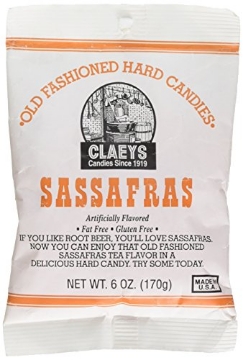 •OLD FASHIONED HARD CANDIES•
CLAEYS
Candies Since 1919
SASSAFRAS
Artificially Flavored
• Fat Free • Gluten Free •
IF YOU LIKE ROOT BEER, YOU'LL LOVE SASSAFRAS.
NOW YOU CAN ENJOY THAT OLD FASHIONED
SASSAFRAS TEA FLAVOR IN A
DELICIOUS HARD CANDY. TRY SOME TODAY.
NET WT. 6 OZ. (170g)
MADE IN
U.S.A.